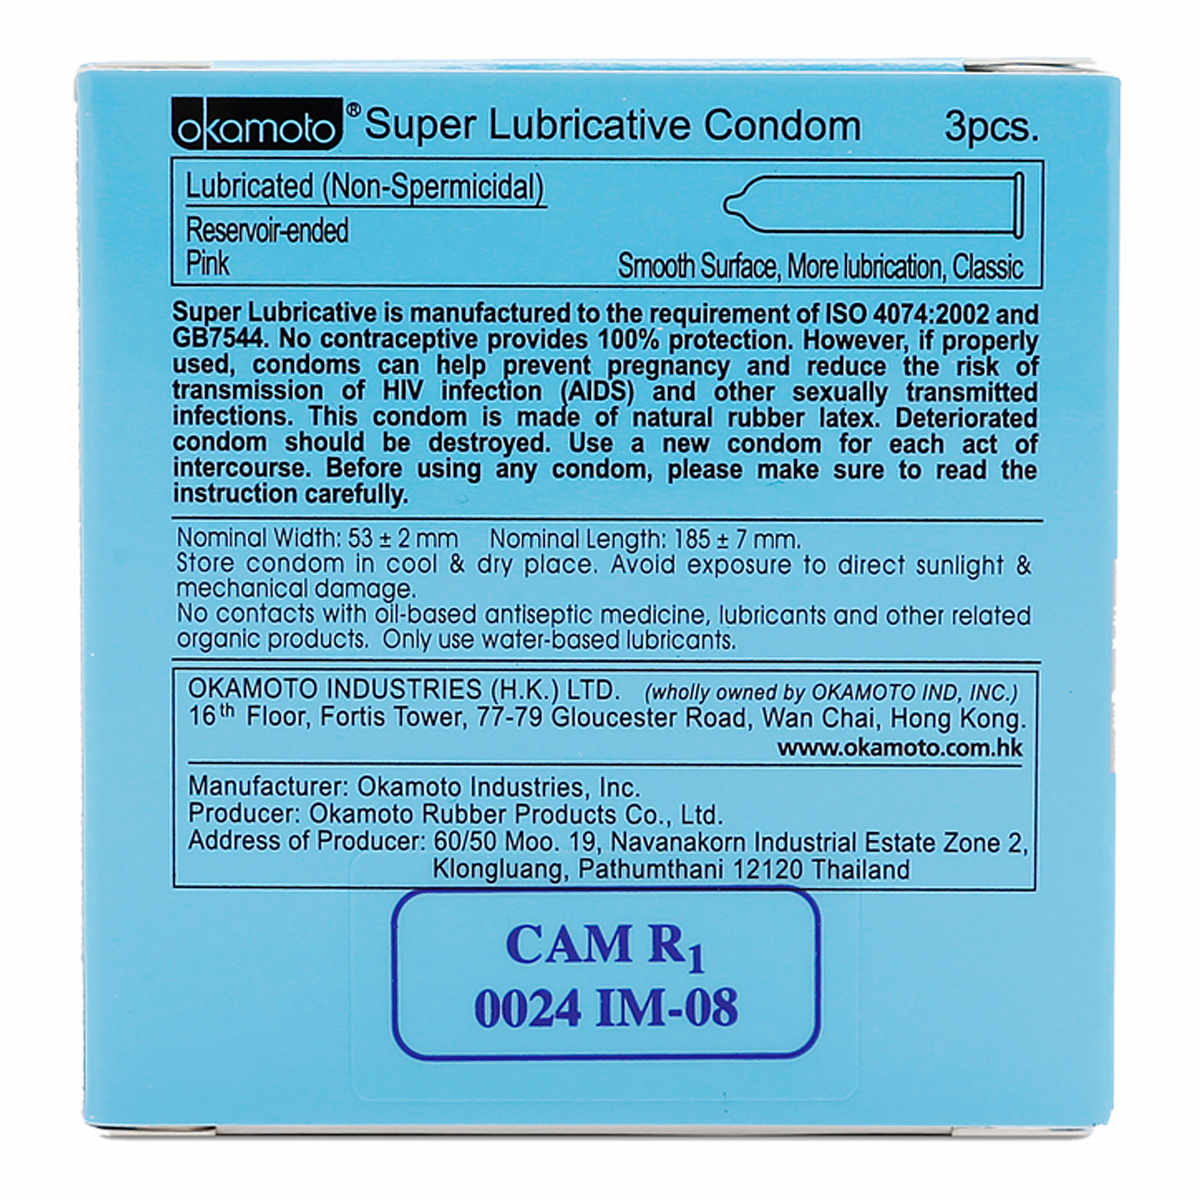 okamoto® Super Lubricative Condom 3pcs.
Lubricated (Non-Spermicidal)
Reservoir-ended
Pink Smooth Surface, More lubrication, Classic
Super Lubricative is manufactured to the requirement of ISO 4074:2002 and
GB7544. No contraceptive provides 100% protection. However, if properly
used, condoms can help prevent pregnancy and reduce the risk of
transmission of HIV infection (AIDS) and other sexually transmitted
infections. This condom is made of natural rubber latex. Deteriorated
condom should be destroyed. Use a new condom for each act of
intercourse. Before using any condom, please make sure to read the
instruction carefully.
Nominal Width: 53 ± 2 mm Nominal Length: 185 ± 7 mm.
Store condom in cool & dry place. Avoid exposure to direct sunlight &
mechanical damage.
No contacts with oil-based antiseptic medicine, lubricants and other related
organic products. Only use water-based lubricants.
OKAMOTO INDUSTRIES (H.K.) LTD. (wholly owned by OKAMOTO IND, INC.)
16th Floor, Fortis Tower, 77-79 Gloucester Road, Wan Chai, Hong Kong.
www.okamoto.com.hk
Manufacturer: Okamoto Industries, Inc.
Producer: Okamoto Rubber Products Co., Ltd.
Address of Producer: 60/50 Moo. 19, Navanakorn Industrial Estate Zone 2,
Klongluang, Pathumthani 12120 Thailand
CAM R1
0024 IM-08